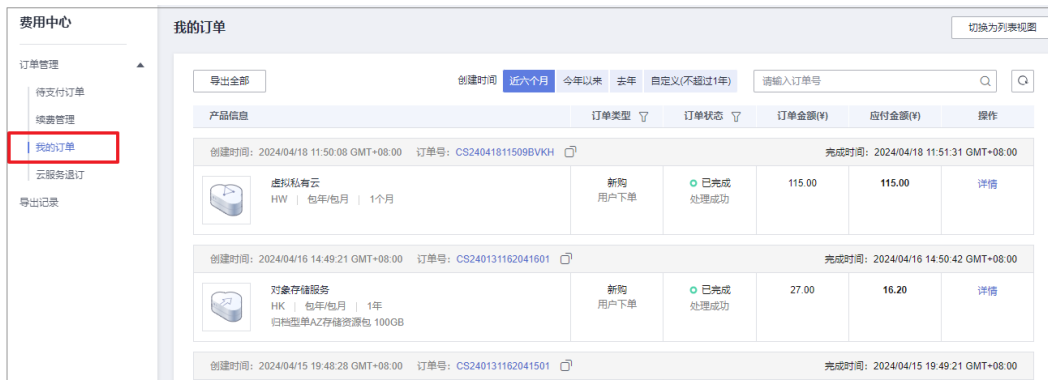 费用中心
我的订单
切换为列表视图
订单管理
待支付订单
续费管理
我的订单
云服务退订
导出记录
导出全部
创建时间 近六个月 今年以来 去年 自定义(不超过1年) 请输入订单号
产品信息 订单类型 订单状态 订单金额(¥) 应付金额(¥) 操作
创建时间: 2024/04/18 11:50:08 GMT+08:00 订单号: CS24041811509BVKH 完成时间: 2024/04/18 11:51:31 GMT+08:00
虚拟私有云 新购 已完成 115.00 115.00 详情
HW | 包年/包月 | 1个月 用户下单 处理成功
创建时间: 2024/04/16 14:49:21 GMT+08:00 订单号: CS240131162041601 完成时间: 2024/04/16 14:50:42 GMT+08:00
对象存储服务 新购 已完成 27.00 16.20 详情
HK | 包年/包月 | 1年 用户下单 处理成功
归档型单AZ存储资源包 100GB
创建时间: 2024/04/15 19:48:28 GMT+08:00 订单号: CS240131162041501 完成时间: 2024/04/15 19:49:21 GMT+08:00